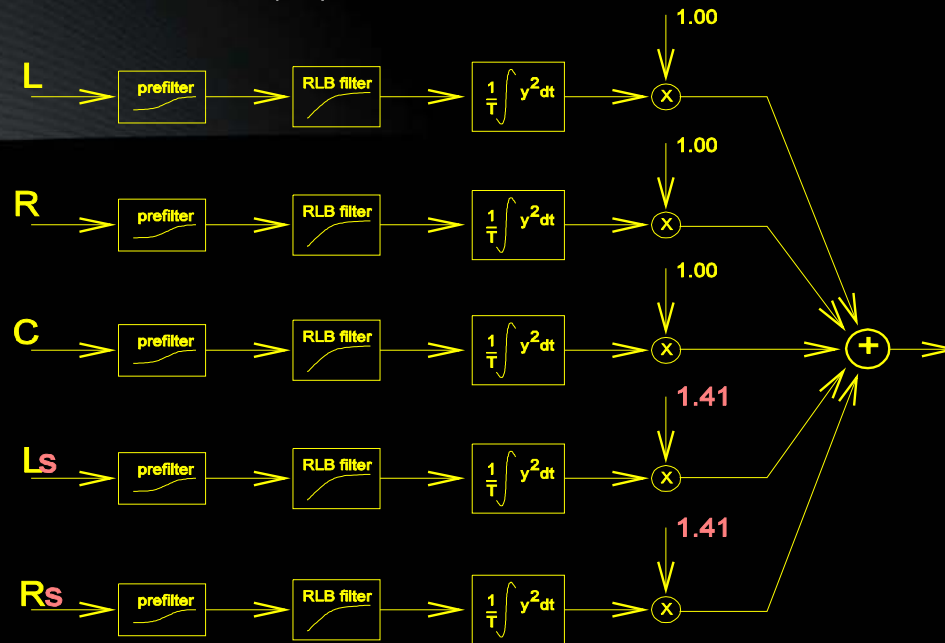 1.00
L
prefilter
RLB filter
1/T ∫ y²dt
X
1.00
R
prefilter
RLB filter
1/T ∫ y²dt
X
1.00
C
prefilter
RLB filter
1/T ∫ y²dt
X
+
1.41
Ls
prefilter
RLB filter
1/T ∫ y²dt
X
1.41
Rs
prefilter
RLB filter
1/T ∫ y²dt
X